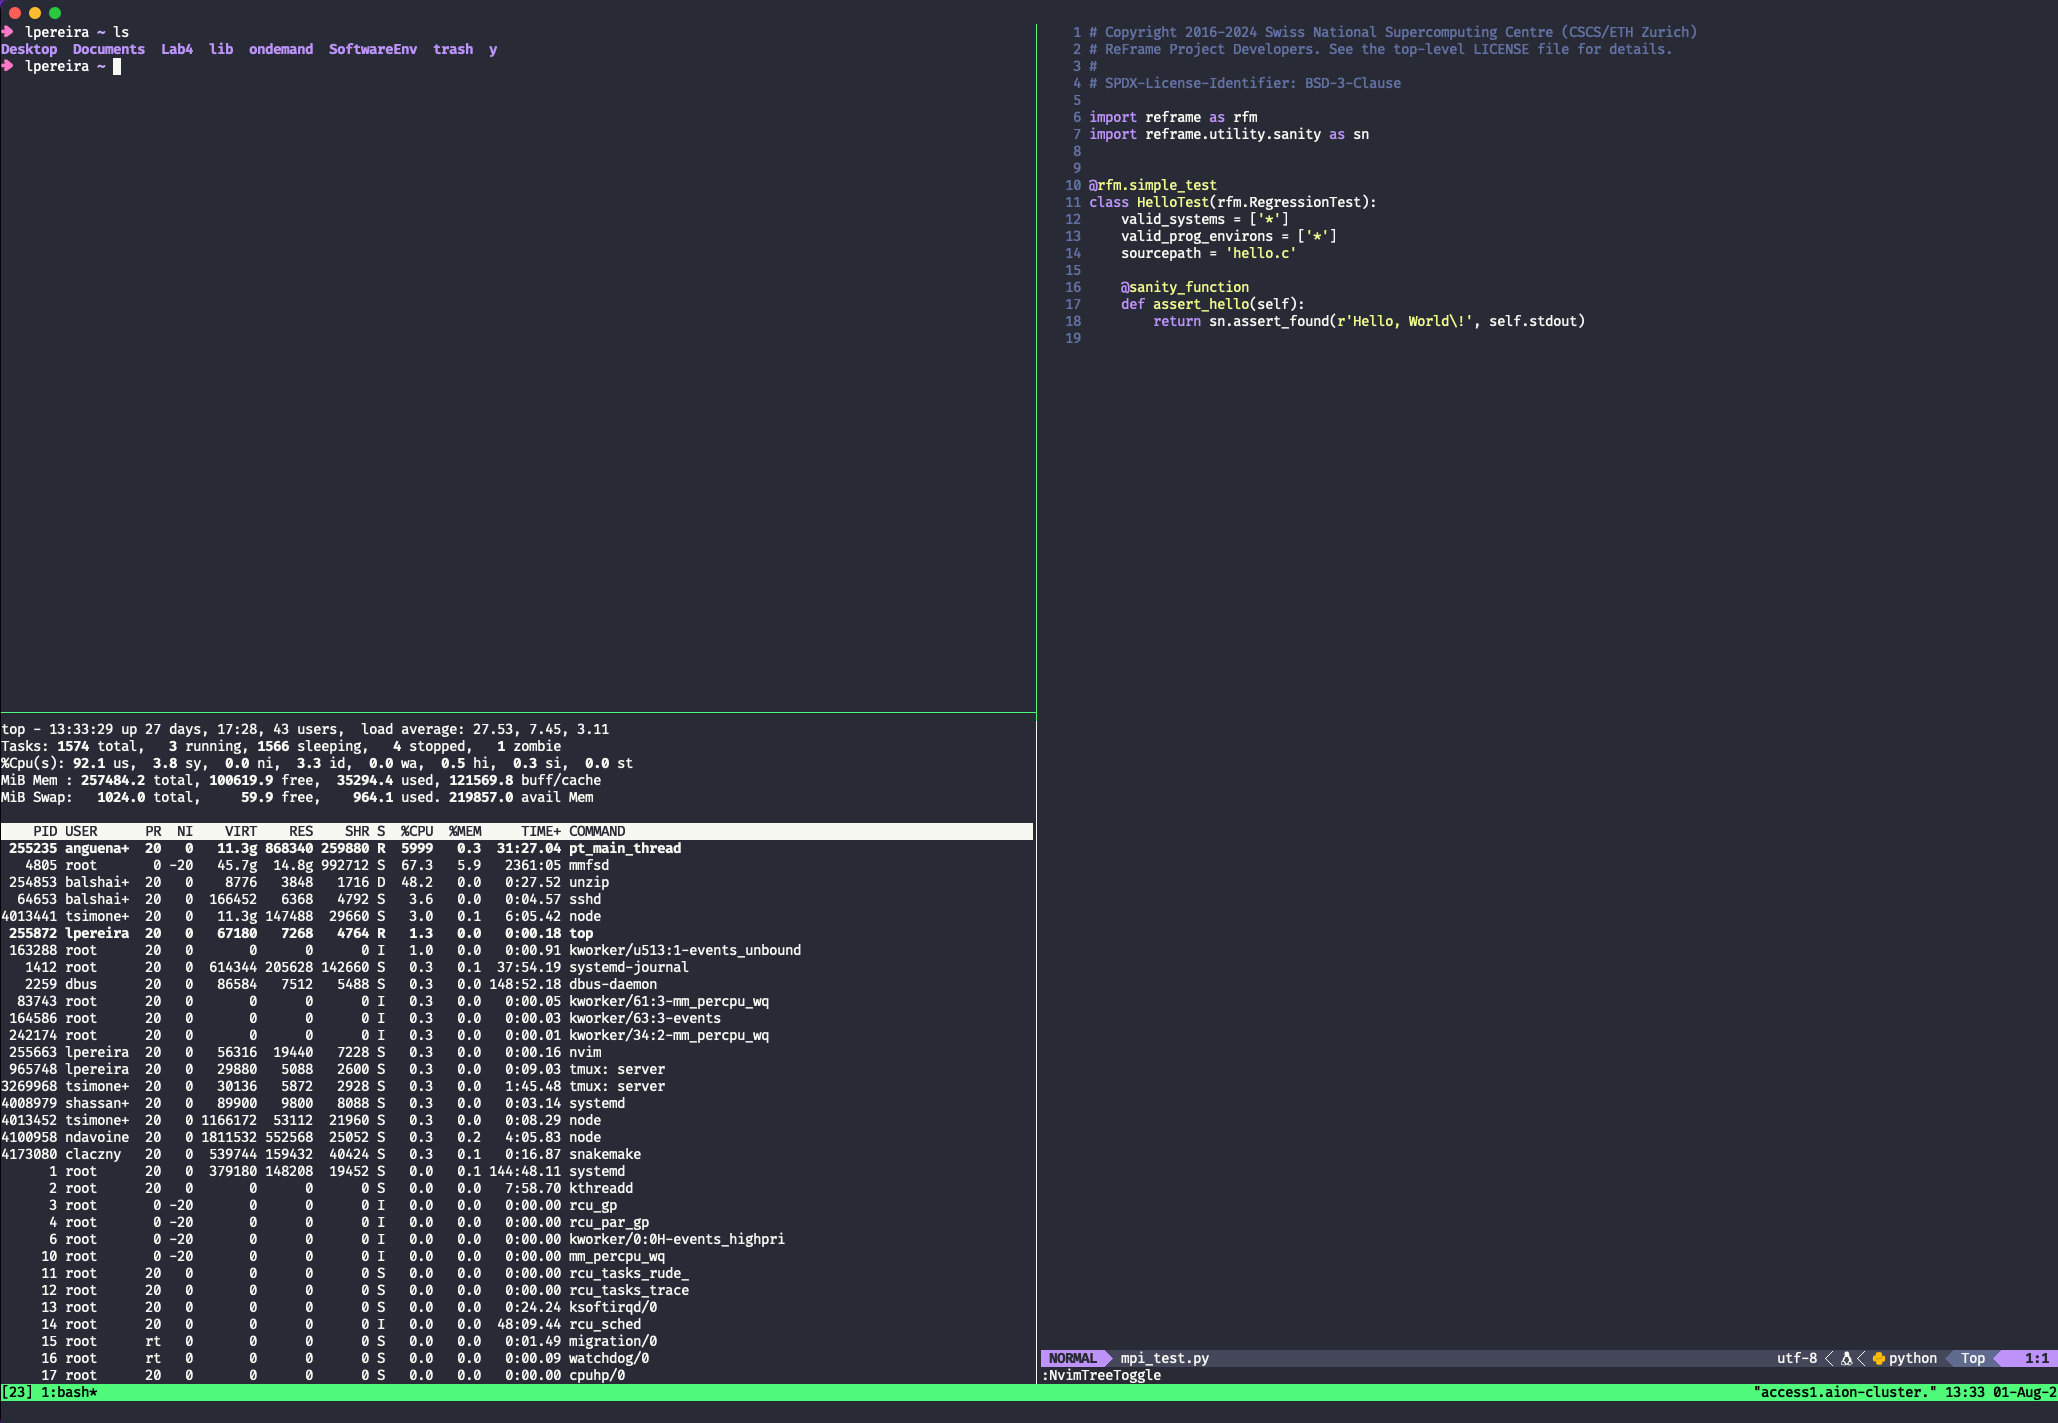 lpereira ~ ls
Desktop  Documents  Lab4  lib  ondemand  SoftwareEnv  trash  y
lpereira ~
top - 13:33:29 up 27 days, 17:28, 43 users,  load average: 27.53, 7.45, 3.11
Tasks: 1574 total,   3 running, 1566 sleeping,   4 stopped,   1 zombie
%Cpu(s): 92.1 us,  3.8 sy,  0.0 ni,  3.3 id,  0.0 wa,  0.5 hi,  0.3 si,  0.0 st
MiB Mem : 257484.2 total, 100619.9 free,  35294.4 used, 121569.8 buff/cache
MiB Swap:   1024.0 total,     59.9 free,    964.1 used. 219857.0 avail Mem
PID USER      PR  NI    VIRT    RES    SHR S  %CPU  %MEM     TIME+ COMMAND
255235 anguena+  20   0   11.3g 868340 259880 R  5999   0.3  31:27.04 pt_main_thread
4805 root       0 -20   45.7g  14.8g 992712 S  67.3   5.9   2361:05 mmfsd
254853 balshai+  20   0    8776   3848   1716 D  48.2   0.0   0:27.52 unzip
64653 balshai+  20   0  166452   6368   4792 S   3.6   0.0   0:04.57 sshd
4013441 tsimone+  20   0   11.3g 147488  29660 S   3.0   0.1   6:05.42 node
255872 lpereira  20   0   67180   7268   4764 R   1.3   0.0   0:00.18 top
163288 root      20   0       0      0      0 I   1.0   0.0   0:00.91 kworker/u513:1-events_unbound
1412 root      20   0  614344 205628 142660 S   0.3   0.1  37:54.19 systemd-journal
2259 dbus      20   0   86584   7512   5488 S   0.3   0.0 148:52.18 dbus-daemon
83743 root      20   0       0      0      0 I   0.3   0.0   0:00.05 kworker/61:3-mm_percpu_wq
164586 root      20   0       0      0      0 I   0.3   0.0   0:00.03 kworker/63:3-events
242174 root      20   0       0      0      0 I   0.3   0.0   0:00.01 kworker/34:2-mm_percpu_wq
255663 lpereira  20   0   56316  19440   7228 S   0.3   0.0   0:00.16 nvim
965748 lpereira  20   0   29880   5088   2600 S   0.3   0.0   0:09.03 tmux: server
3269968 tsimone+  20   0   30136   5872   2928 S   0.3   0.0   1:45.48 tmux: server
4008979 shassan+  20   0   89900   9800   8088 S   0.3   0.0   0:03.14 systemd
4013452 tsimone+  20   0 1166172  53112  21960 S   0.3   0.0   0:08.29 node
4100958 ndavoine  20   0 1811532 552568  25052 S   0.3   0.2   4:05.83 node
4173080 claczny   20   0  539744 159432  40424 S   0.3   0.1   0:16.87 snakemake
1 root      20   0  379180 148208  19452 S   0.0   0.1 144:48.11 systemd
2 root      20   0       0      0      0 S   0.0   0.0   7:58.70 kthreadd
3 root       0 -20       0      0      0 I   0.0   0.0   0:00.00 rcu_gp
4 root       0 -20       0      0      0 I   0.0   0.0   0:00.00 rcu_par_gp
6 root       0 -20       0      0      0 I   0.0   0.0   0:00.00 kworker/0:0H-events_highpri
10 root       0 -20       0      0      0 I   0.0   0.0   0:00.00 mm_percpu_wq
11 root      20   0       0      0      0 S   0.0   0.0   0:00.00 rcu_tasks_rude_
12 root      20   0       0      0      0 S   0.0   0.0   0:00.00 rcu_tasks_trace
13 root      20   0       0      0      0 S   0.0   0.0   0:24.24 ksoftirqd/0
14 root      20   0       0      0      0 I   0.0   0.0  48:09.44 rcu_sched
15 root      rt   0       0      0      0 S   0.0   0.0   0:01.49 migration/0
16 root      rt   0       0      0      0 S   0.0   0.0   0:00.09 watchdog/0
17 root      20   0       0      0      0 S   0.0   0.0   0:00.00 cpuhp/0
1 # Copyright 2016-2024 Swiss National Supercomputing Centre (CSCS/ETH Zurich)
2 # ReFrame Project Developers. See the top-level LICENSE file for details.
3 #
4 # SPDX-License-Identifier: BSD-3-Clause
5
6 import reframe as rfm
7 import reframe.utility.sanity as sn
8
9
10 @rfm.simple_test
11 class HelloTest(rfm.RegressionTest):
12     valid_systems = ['*']
13     valid_prog_environs = ['*']
14     sourcepath = 'hello.c'
15
16     @sanity_function
17     def assert_hello(self):
18         return sn.assert_found(r'Hello, World\!', self.stdout)
19
NORMAL  mpi_test.py  utf-8  python  Top  1:1
:NvimTreeToggle
[23] 1:bash*  "access1.aion-cluster." 13:33 01-Aug-2